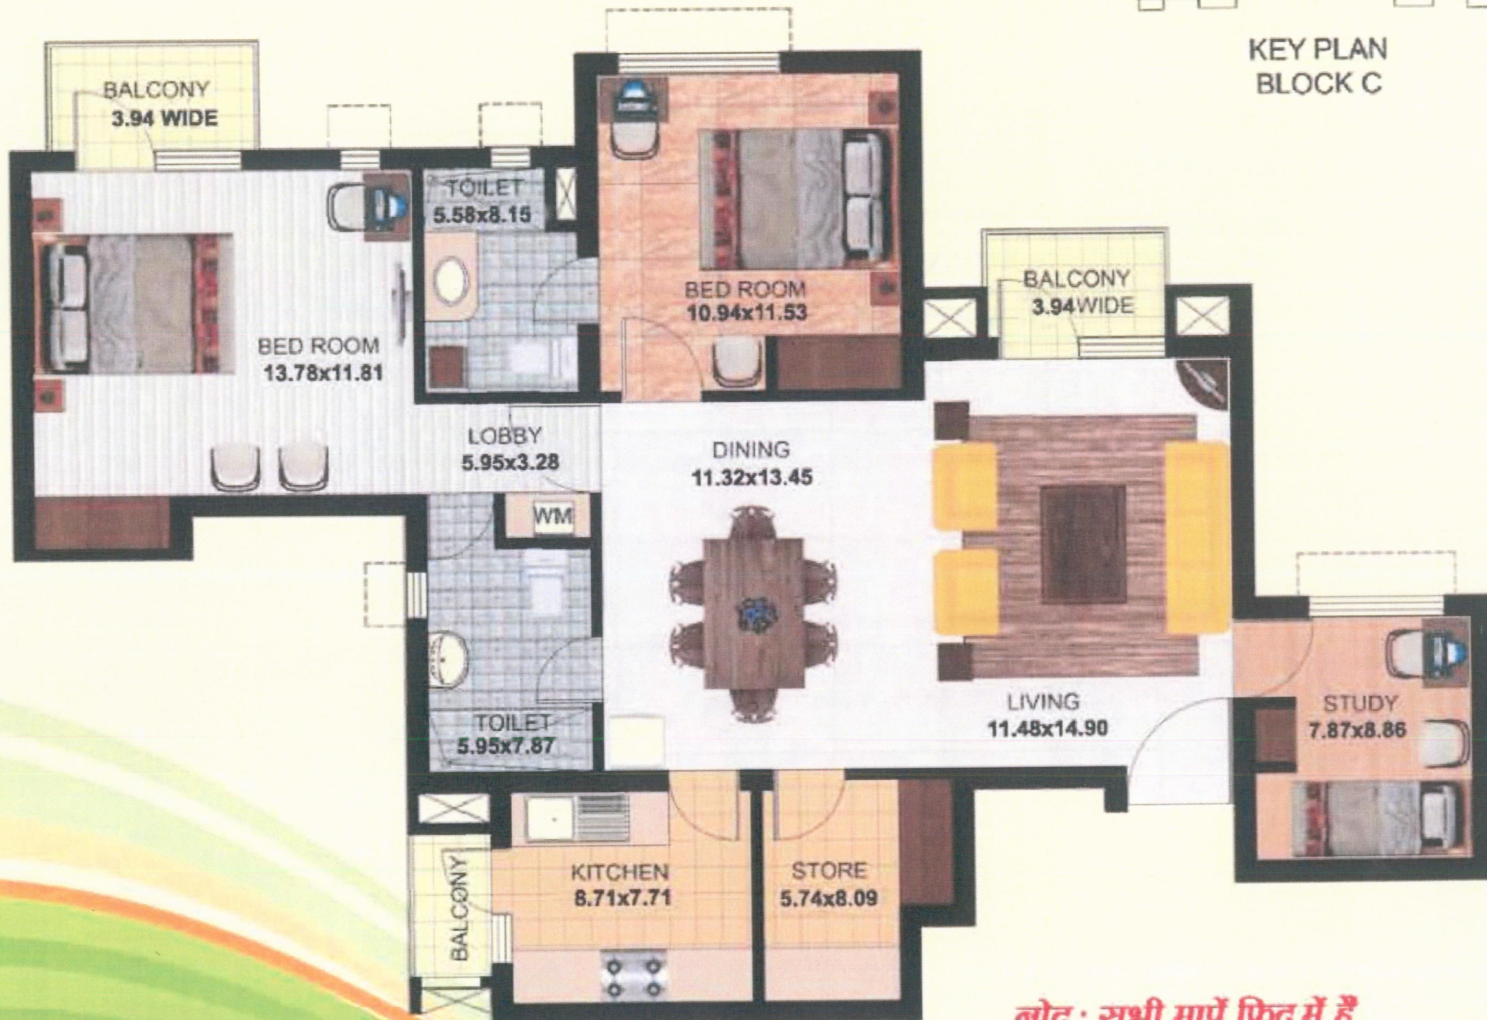 KEY PLAN
BLOCK C
BALCONY
3.94 WIDE
TOILET
5.58x8.15
BED ROOM
10.94x11.53
BALCONY
3.94WIDE
BED ROOM
13.78x11.81
LOBBY
5.95x3.28
DINING
11.32x13.45
WM
LIVING
11.48x14.90
STUDY
7.87x8.86
TOILET
5.95x7.87
KITCHEN
8.71x7.71
STORE
5.74x8.09
BALCONY
नोट : सभी मापें फिट में है